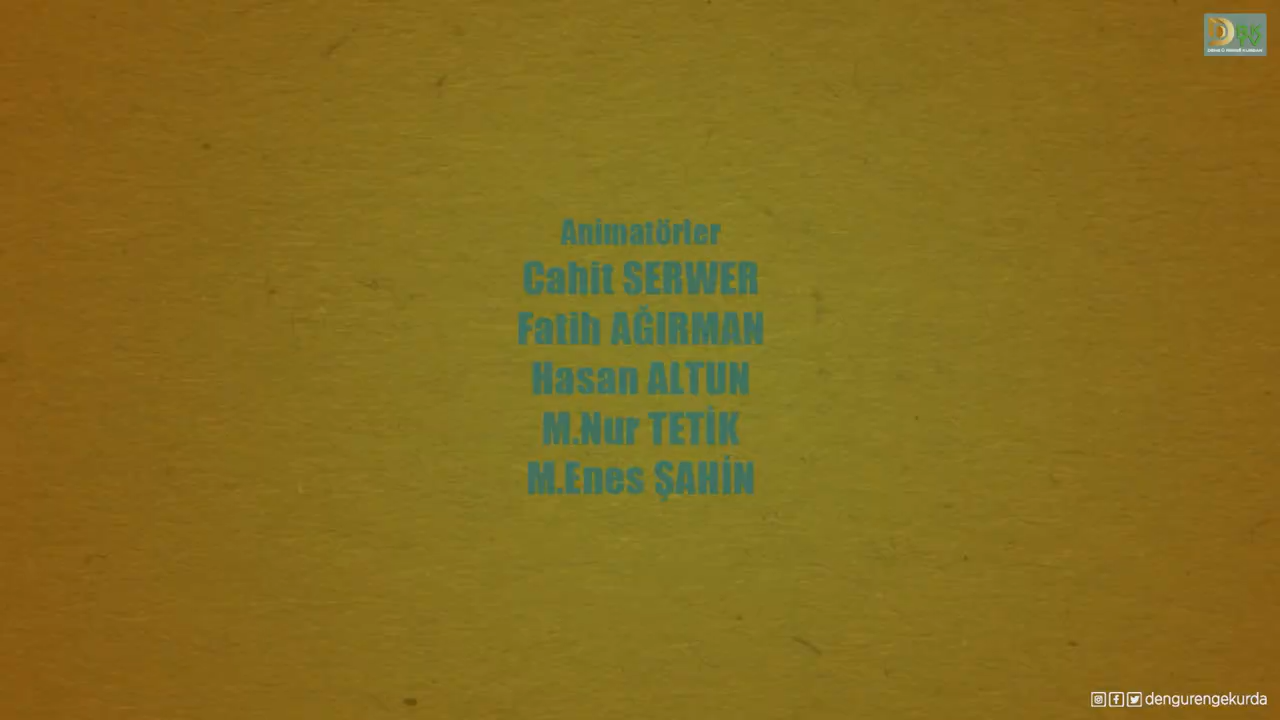 Animatörler
Cahit SERWER
Fatih AĞIRMAN
Hasan ALTUN
M.Nur TETİK
M.Enes ŞAHİN
dengurengekurda